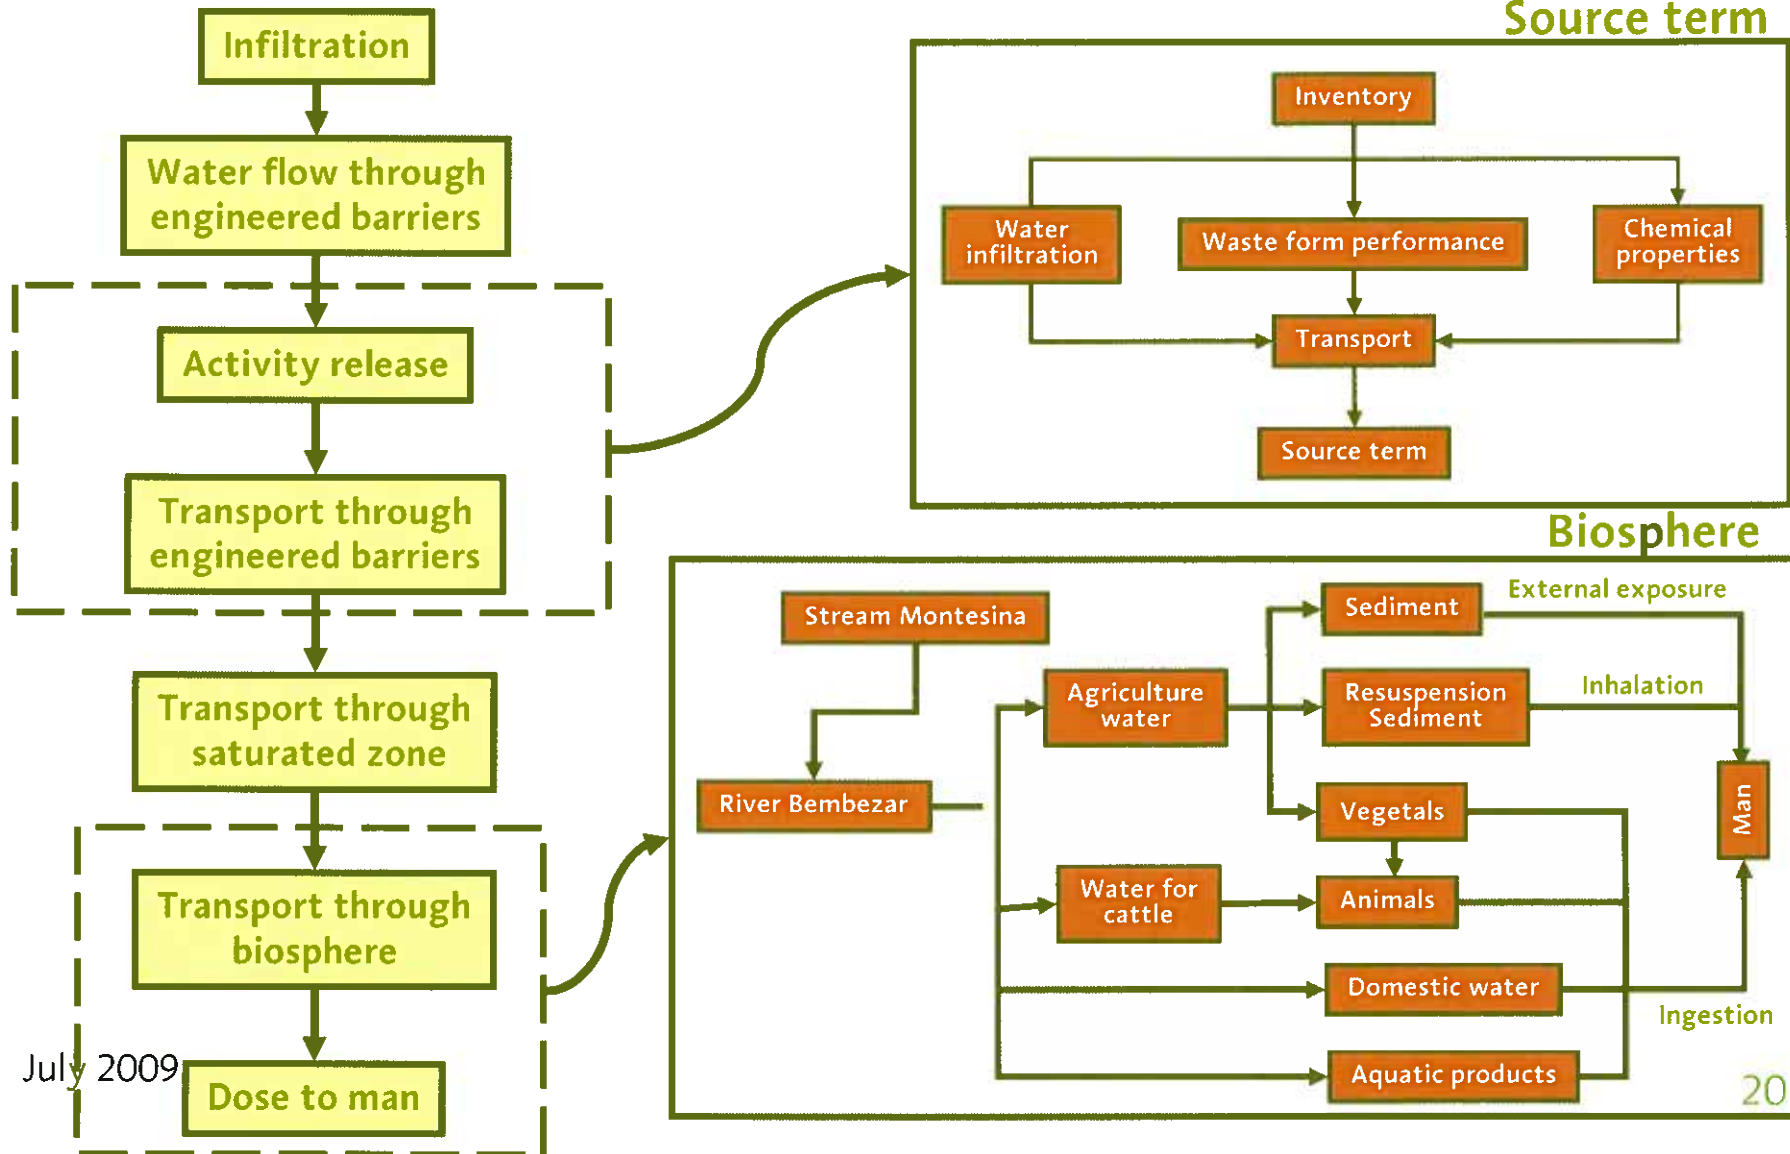 Infiltration
Water flow through
engineered barriers
Activity release
Transport through
engineered barriers
Transport through
saturated zone
Transport through
biosphere
Dose to man
July 2009
Source term
Inventory
Water
infiltration
Waste form performance
Chemical
properties
Transport
Source term
Biosphere
Stream Montesina
River Bembezar
Agriculture
water
Water for
cattle
Sediment
External exposure
Resuspension
Sediment
Inhalation
Vegetals
Animals
Domestic water
Aquatic products
Man
Ingestion
20